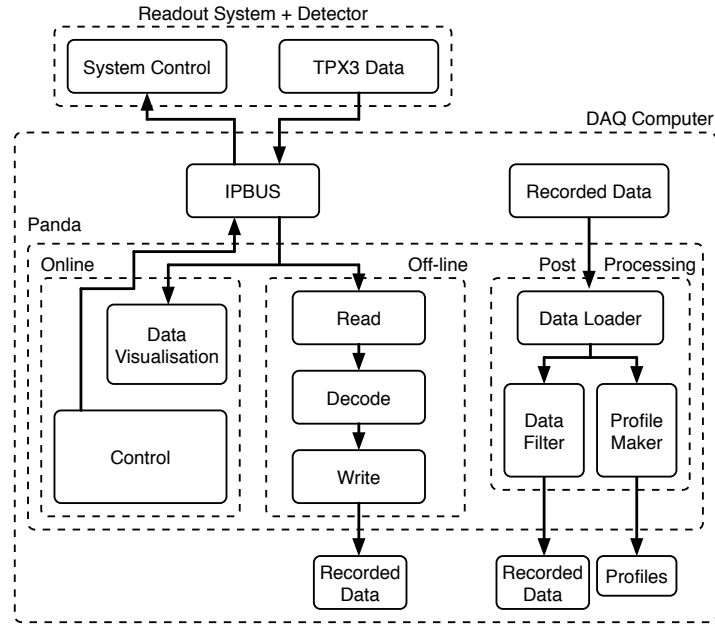 Readout System + Detector
System Control
TPX3 Data
DAQ Computer
IPBUS
Recorded Data
Panda
Online
Off-line
Post Processing
Data
Visualisation
Read
Data Loader
Decode
Data
Filter
Profile
Maker
Control
Write
Recorded
Data
Recorded
Data
Profiles